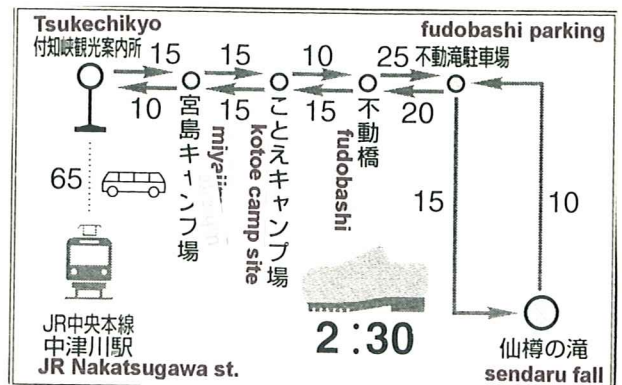 Tsukechikyo
付知峡観光案内所
fudobashi parking
不動滝駐車場
15
15
10
25
10
15
15
20
宮島キャンプ場
ことえキャンプ場
kotoe camp site
不動橋
fudobashi
65
15
10
2:30
JR中央本線
中津川駅
JR Nakatsugawa st.
仙樽の滝
sendaru fall